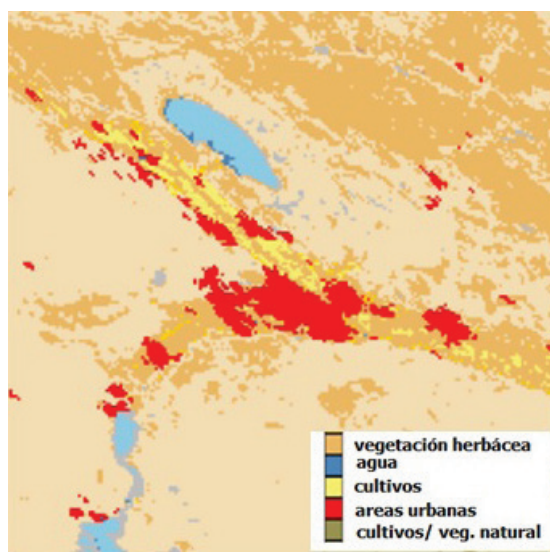 vegetación herbácea
agua
cultivos
areas urbanas
cultivos/ veg. natural